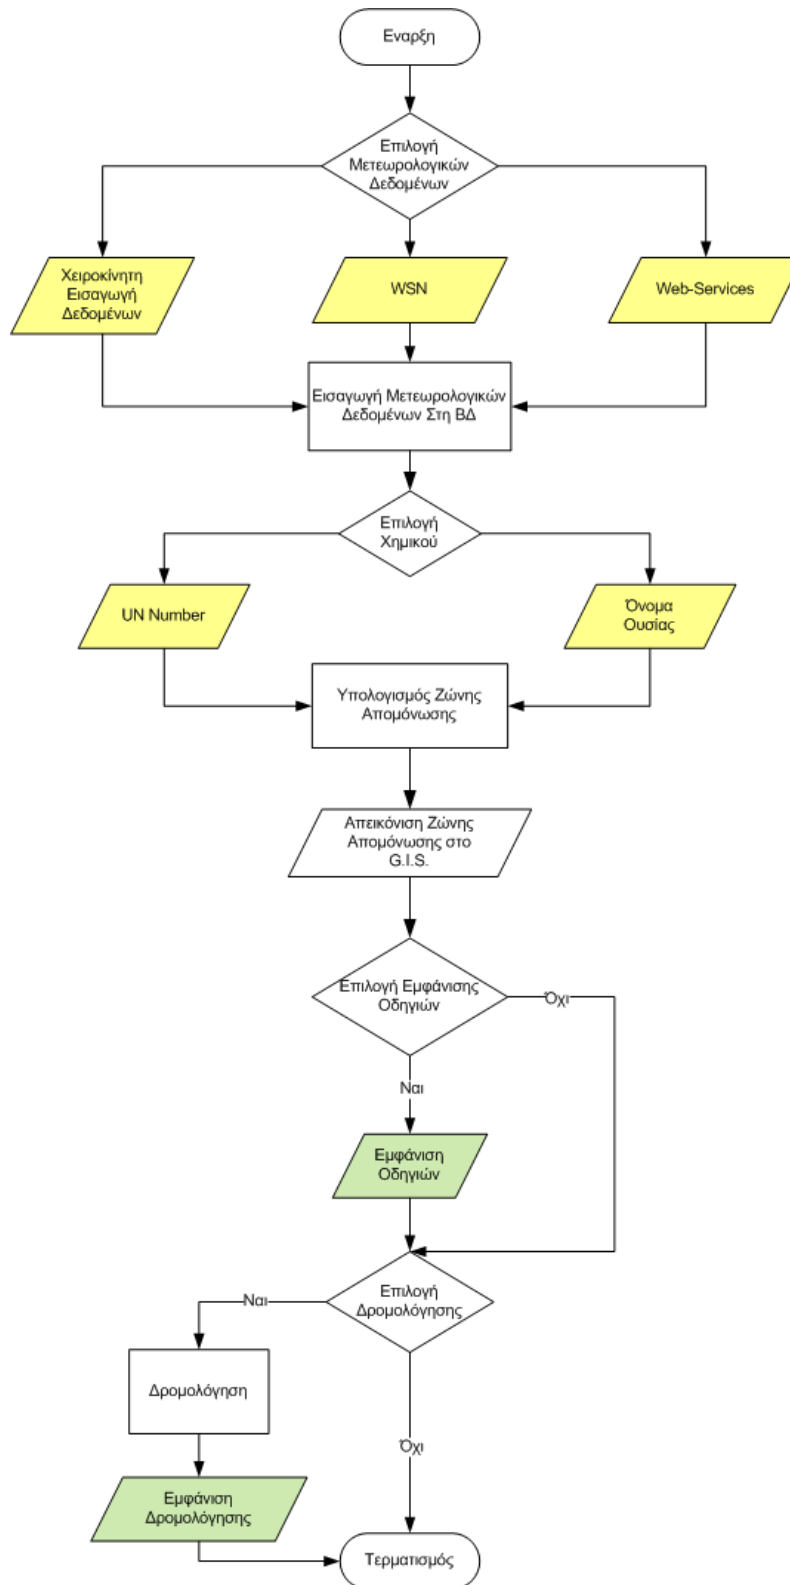 Εναρξη
Επιλογή
Μετεωρολογικών
Δεδομένων
Χειροκίνητη
Εισαγωγή
Δεδομένων
WSN
Web-Services
Εισαγωγή Μετεωρολογικών
Δεδομένων Στη ΒΔ
Επιλογή
Χημικού
UN Number
Όνομα
Ουσίας
Υπολογισμός Ζώνης
Απομόνωσης
Απεικόνιση Ζώνης
Απομόνωσης στο
G.I.S.
Επιλογή Εμφάνισης
Οδηγιών
Όχι
Ναι
Εμφάνιση
Οδηγιών
Επιλογή
Δρομολόγησης
Ναι
Δρομολόγηση
Όχι
Εμφάνιση
Δρομολόγησης
Τερματισμός